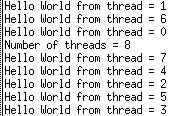 Hello World from thread = 1
Hello World from thread = 6
Hello World from thread = 0
Number of threads = 8
Hello World from thread = 7
Hello World from thread = 4
Hello World from thread = 2
Hello World from thread = 5
Hello World from thread = 3